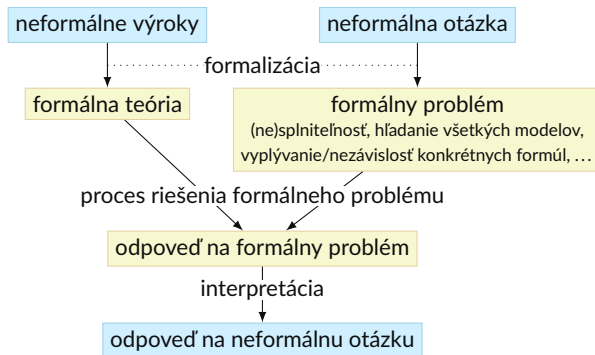 neformálne výroky
neformálna otázka
formalizácia
formálna teória
formálny problém
(ne)splniteľnosť, hľadanie všetkých modelov,
vyplývanie/nezávislosť konkrétnych formúl, …
proces riešenia formálneho problému
odpoveď na formálny problém
interpretácia
odpoveď na neformálnu otázku